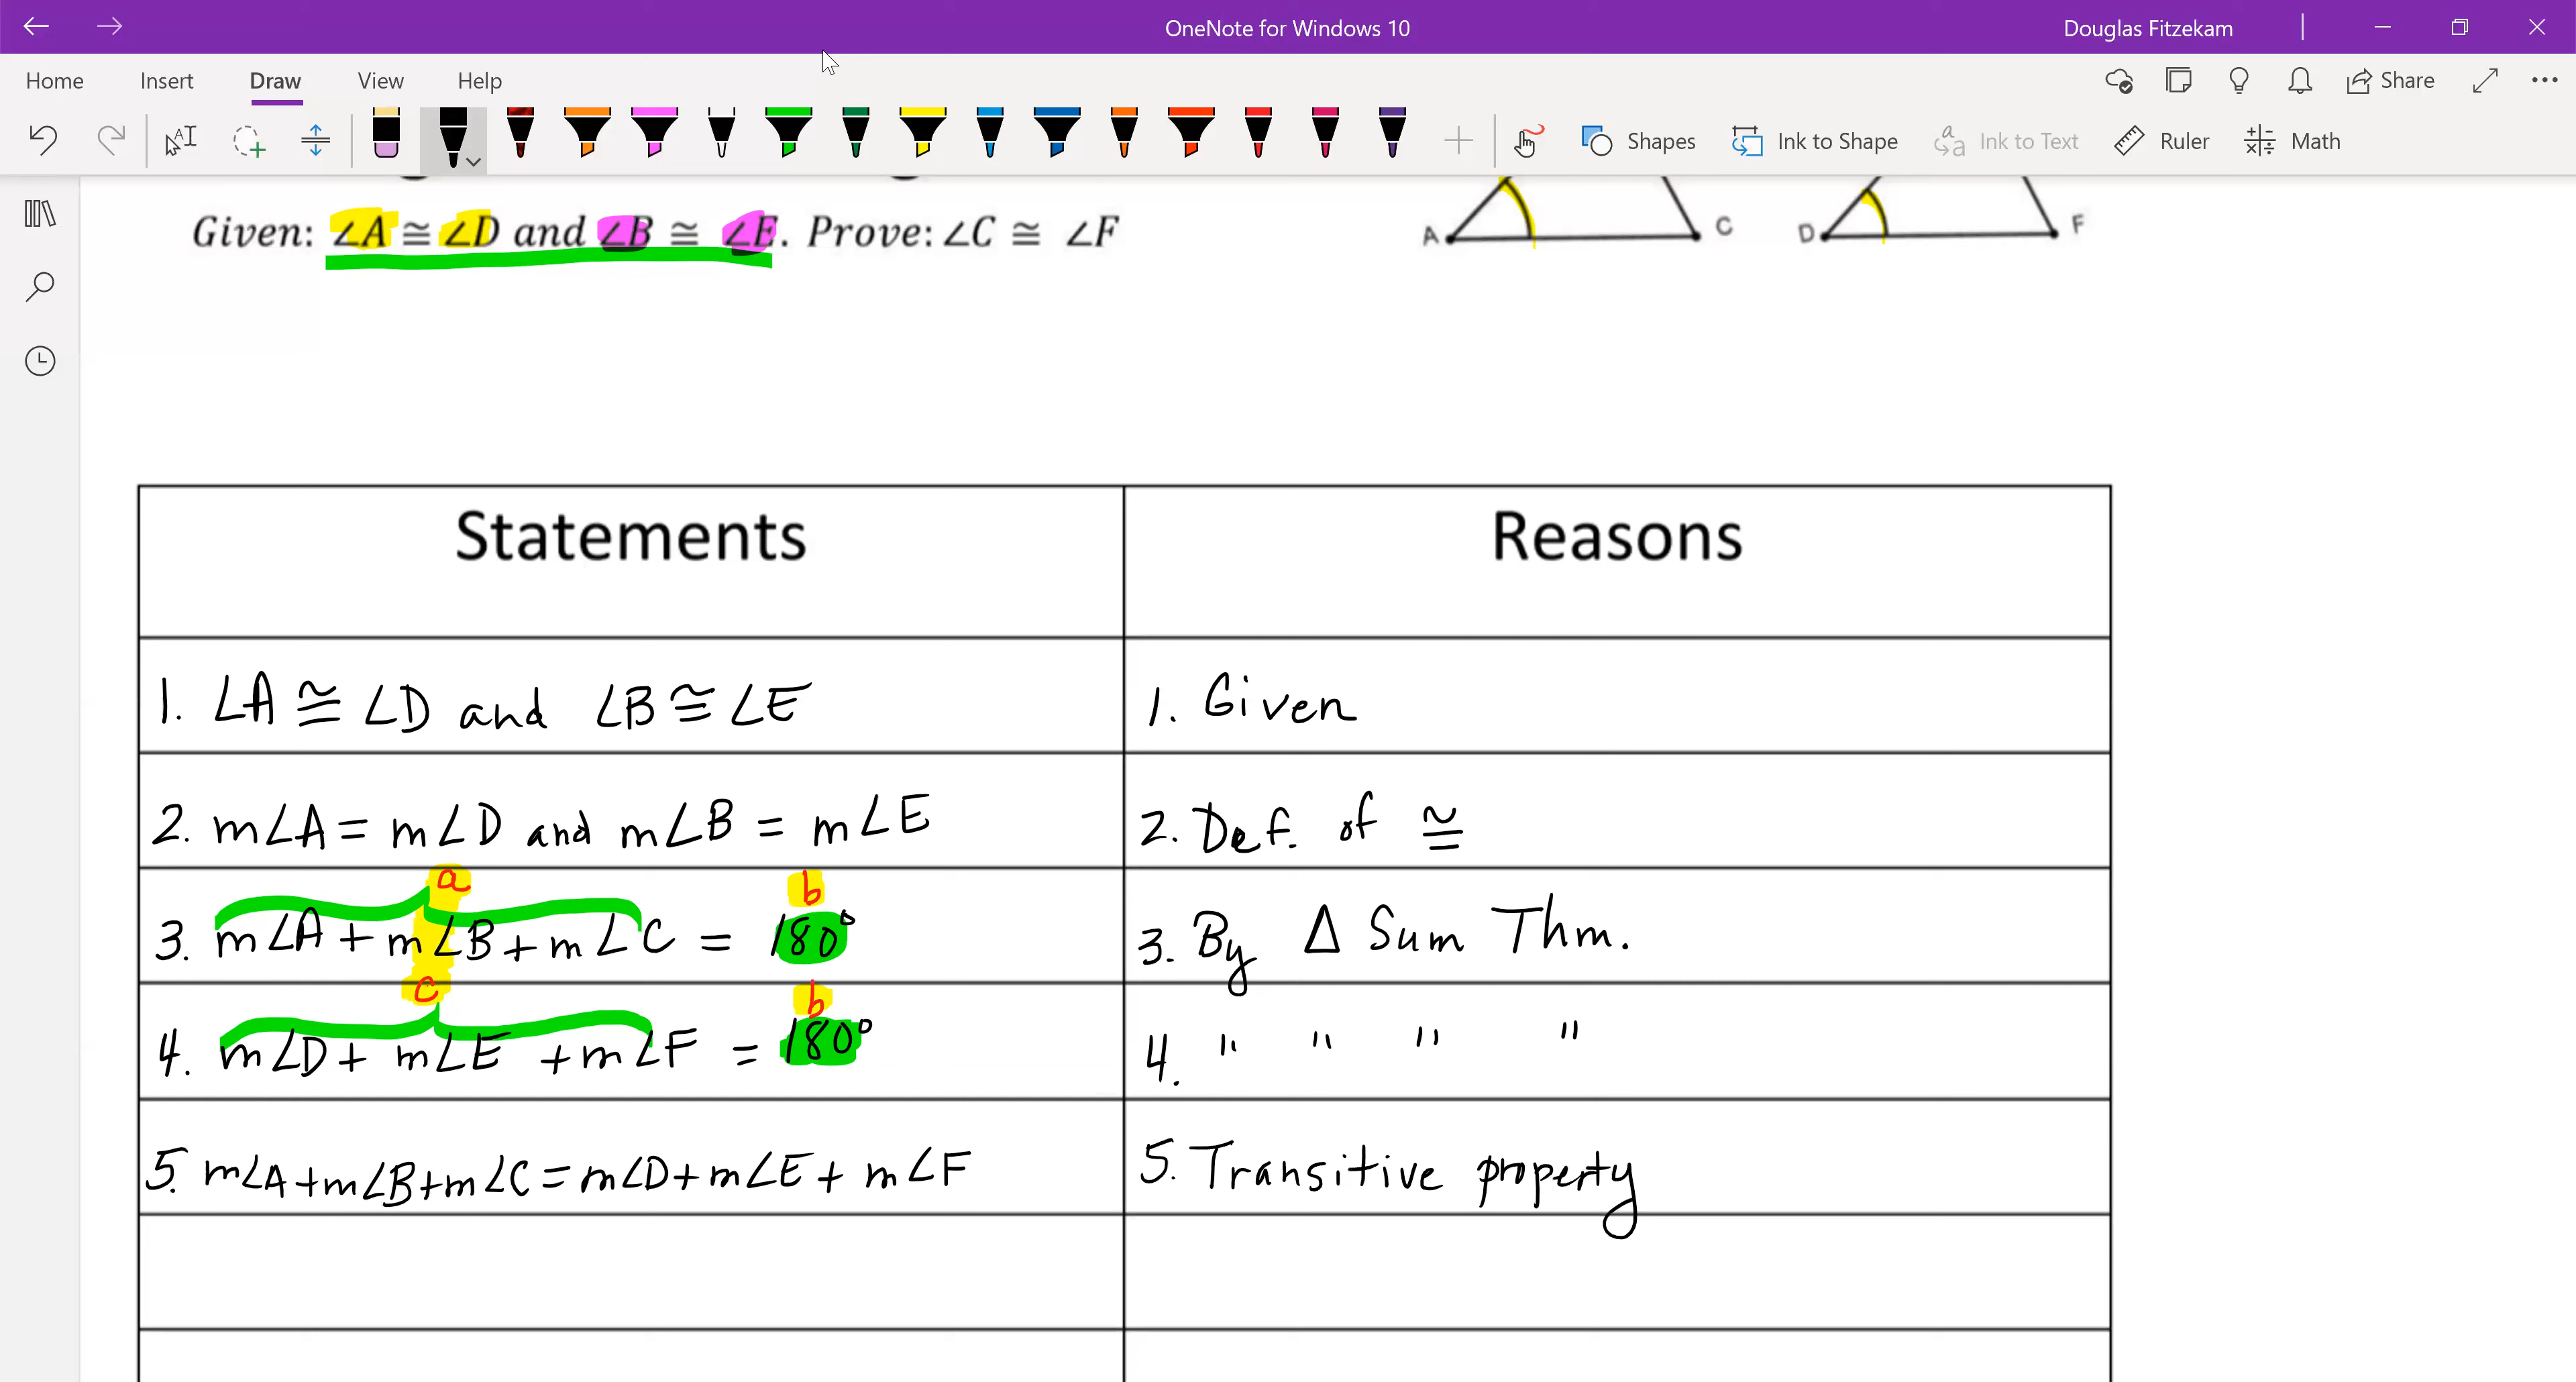 OneNote for Windows 10
Douglas Fitzekam
Home Insert Draw View Help
Share
Shapes Ink to Shape Ink to Text Ruler Math
Given: ∠A ≅ ∠D and ∠B ≅ ∠E. Prove: ∠C ≅ ∠F
A C D F
Statements Reasons
1. ∠A ≅ ∠D and ∠B ≅ ∠E 1. Given
2. m∠A = m∠D and m∠B = m∠E 2. Def. of ≅
a b
3. m∠A + m∠B + m∠C = 180° 3. By Δ Sum Thm.
c b
4. m∠D + m∠E + m∠F = 180° 4. " " " "
5. m∠A + m∠B + m∠C = m∠D + m∠E + m∠F 5. Transitive property